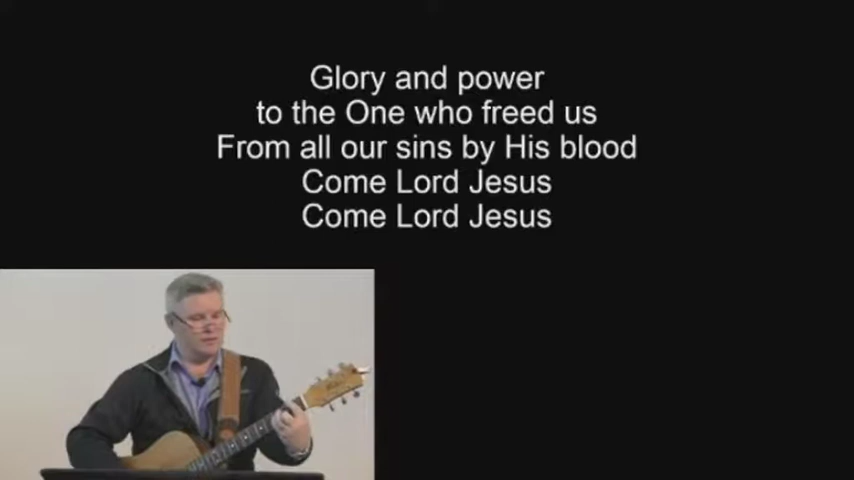 Glory and power
to the One who freed us
From all our sins by His blood
Come Lord Jesus
Come Lord Jesus